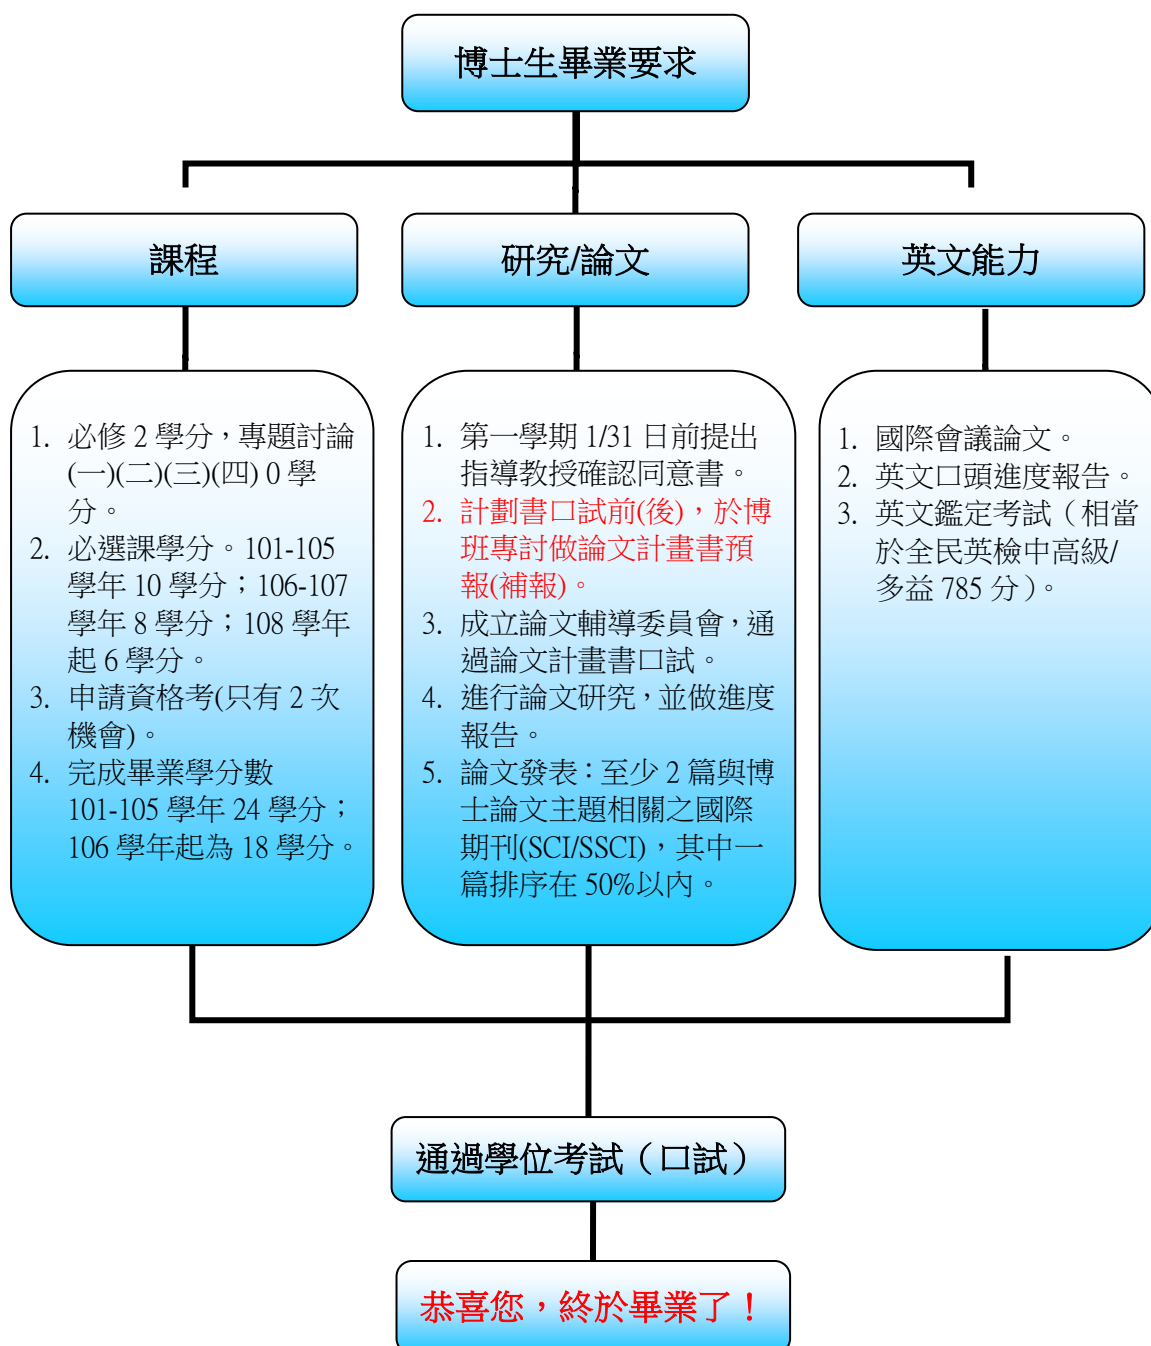 博士生畢業要求
課程
研究/論文
英文能力
1. 必修 2 學分，專題討論
(一)(二)(三)(四) 0 學
分。
2. 必選課學分。101-105
學年 10 學分；106-107
學年 8 學分；108 學年
起 6 學分。
3. 申請資格考(只有 2 次
機會)。
4. 完成畢業學分數
101-105 學年 24 學分；
106 學年起為 18 學分。
1. 第一學期 1/31 日前提出
指導教授確認同意書。
2. 計劃書口試前(後)，於博
班專討做論文計畫書預
報(補報)。
3. 成立論文輔導委員會，通
過論文計畫書口試。
4. 進行論文研究，並做進度
報告。
5. 論文發表：至少 2 篇與博
士論文主題相關之國際
期刊(SCI/SSCI)，其中一
篇排序在 50%以內。
1. 國際會議論文。
2. 英文口頭進度報告。
3. 英文鑑定考試（相當
於全民英檢中高級/
多益 785 分）。
通過學位考試（口試）
恭喜您，終於畢業了！